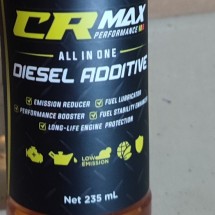 CR MAX
PERFORMANCE
ALL IN ONE
DIESEL ADDITIVE
EMISSION REDUCER
FUEL LUBRICATOR
PERFORMANCE BOOSTER
FUEL STABILITY ENHANCER
LONG-LIFE ENGINE PROTECTION
LOW EMISSION
Net 235 mL